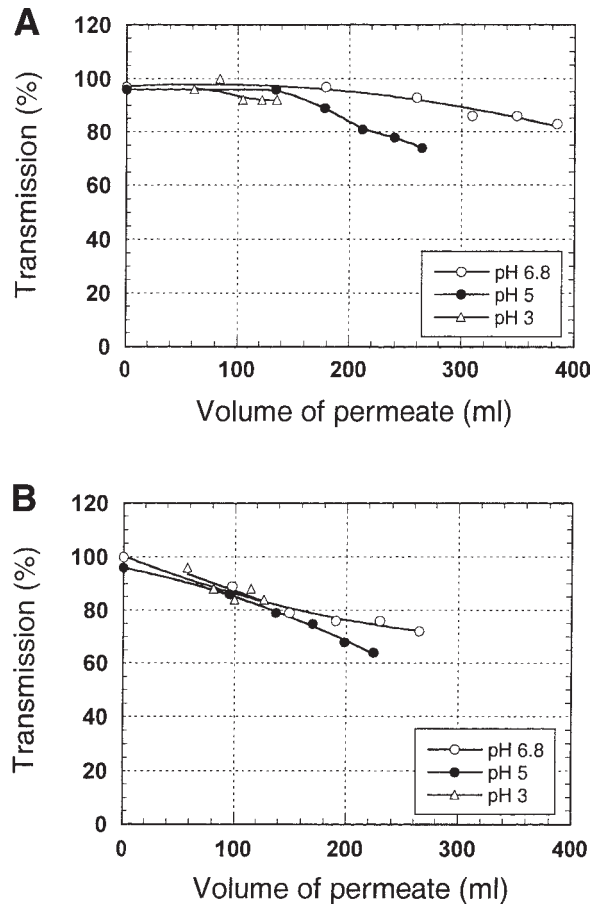 A
120
100
80
60
40
20
0
Transmission (%)
pH 6.8
pH 5
pH 3
0 100 200 300 400
Volume of permeate (ml)
B
120
100
80
60
40
20
0
Transmission (%)
pH 6.8
pH 5
pH 3
0 100 200 300 400
Volume of permeate (ml)